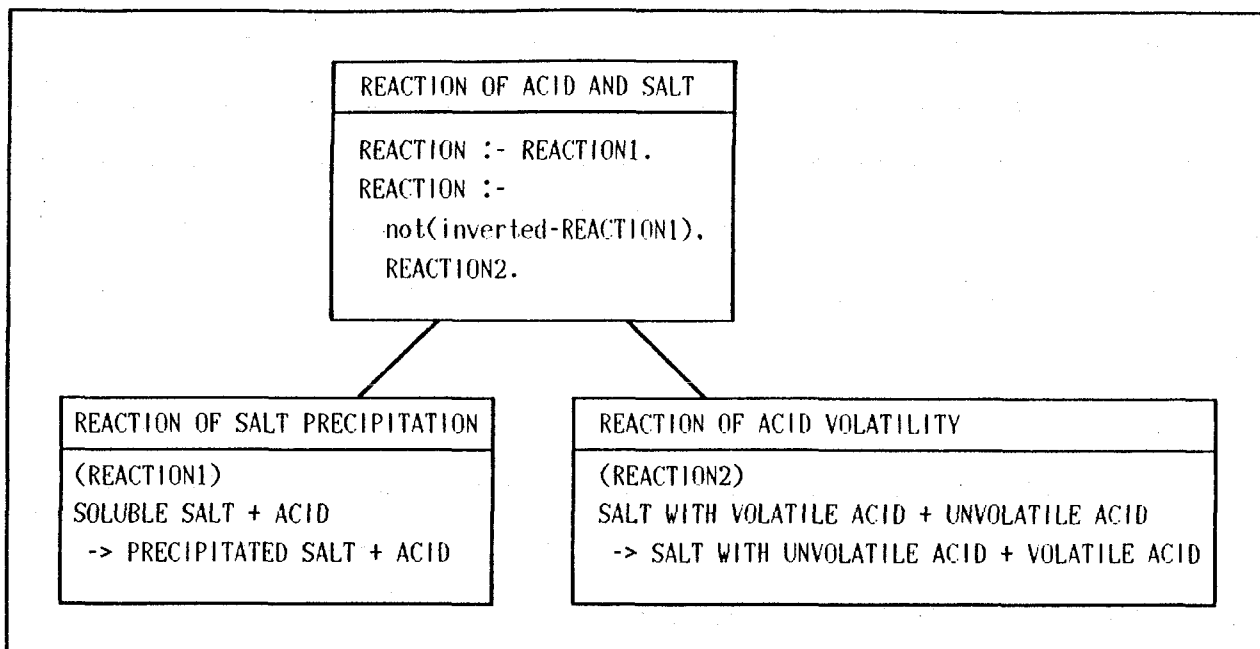 REACTION OF ACID AND SALT
REACTION :- REACTION1.
REACTION :-
not(inverted-REACTION1).
REACTION2.
REACTION OF SALT PRECIPITATION
(REACTION1)
SOLUBLE SALT + ACID
-> PRECIPITATED SALT + ACID
REACTION OF ACID VOLATILITY
(REACTION2)
SALT WITH VOLATILE ACID + UNVOLATILE ACID
-> SALT WITH UNVOLATILE ACID + VOLATILE ACID